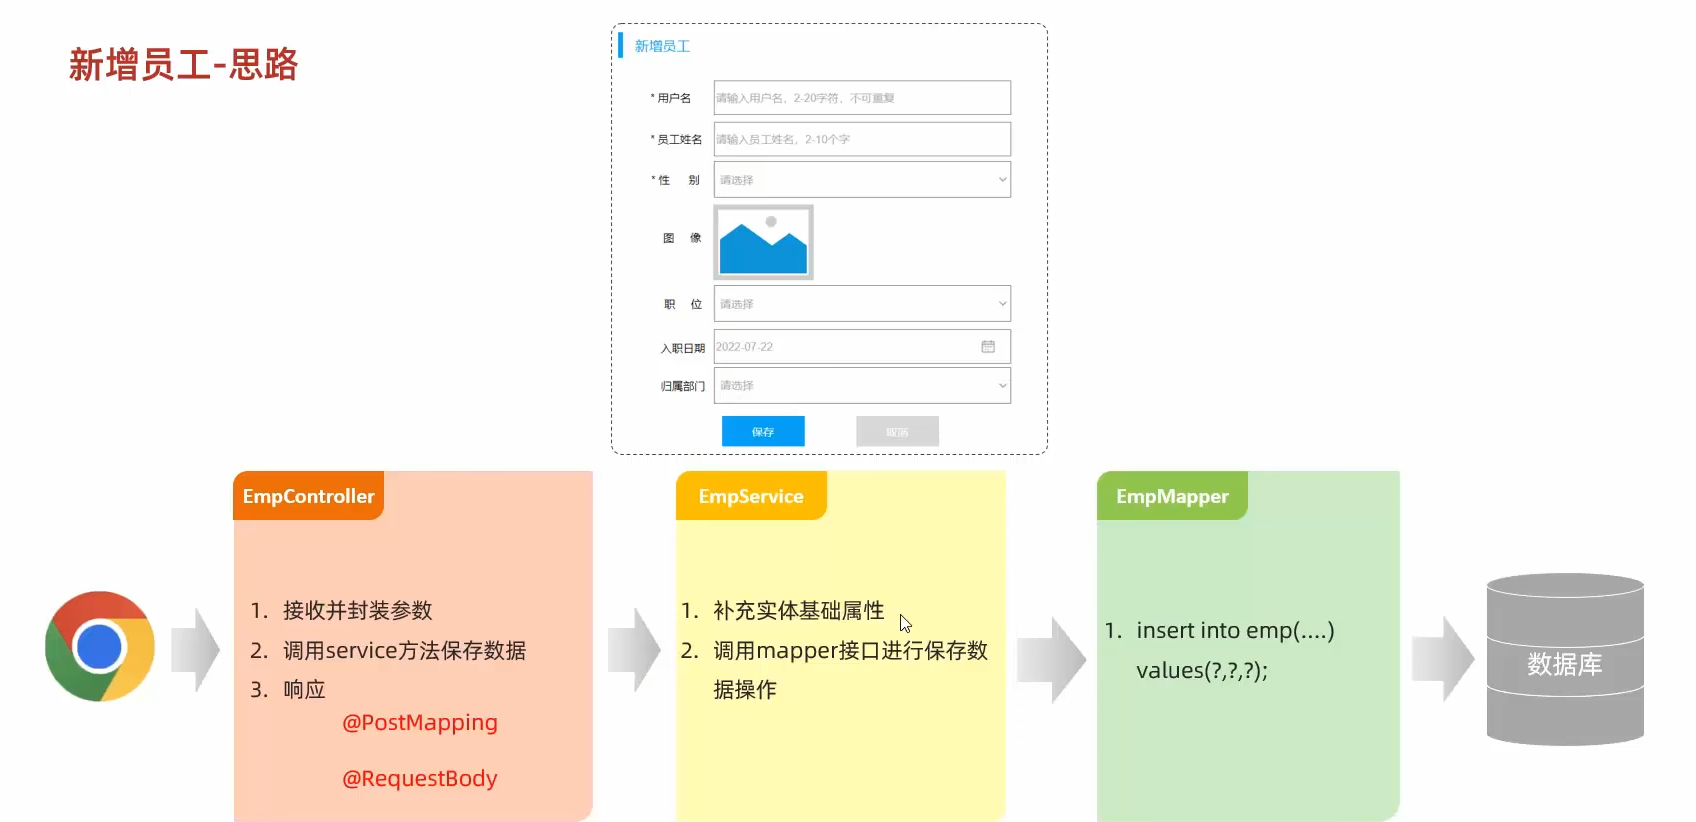 新增员工-思路
新增员工
* 用户名 请输入用户名，2-20字符，不可重复
* 员工姓名 请输入员工姓名，2-10个字
* 性 别 请选择
图 像
职 位 请选择
入职日期 2022-07-22
归属部门 请选择
保存 取消
EmpController
1. 接收并封装参数
2. 调用service方法保存数据
3. 响应
@PostMapping
@RequestBody
EmpService
1. 补充实体基础属性
2. 调用mapper接口进行保存数
据操作
EmpMapper
1. insert into emp(....)
values(?,?,?);
数据库